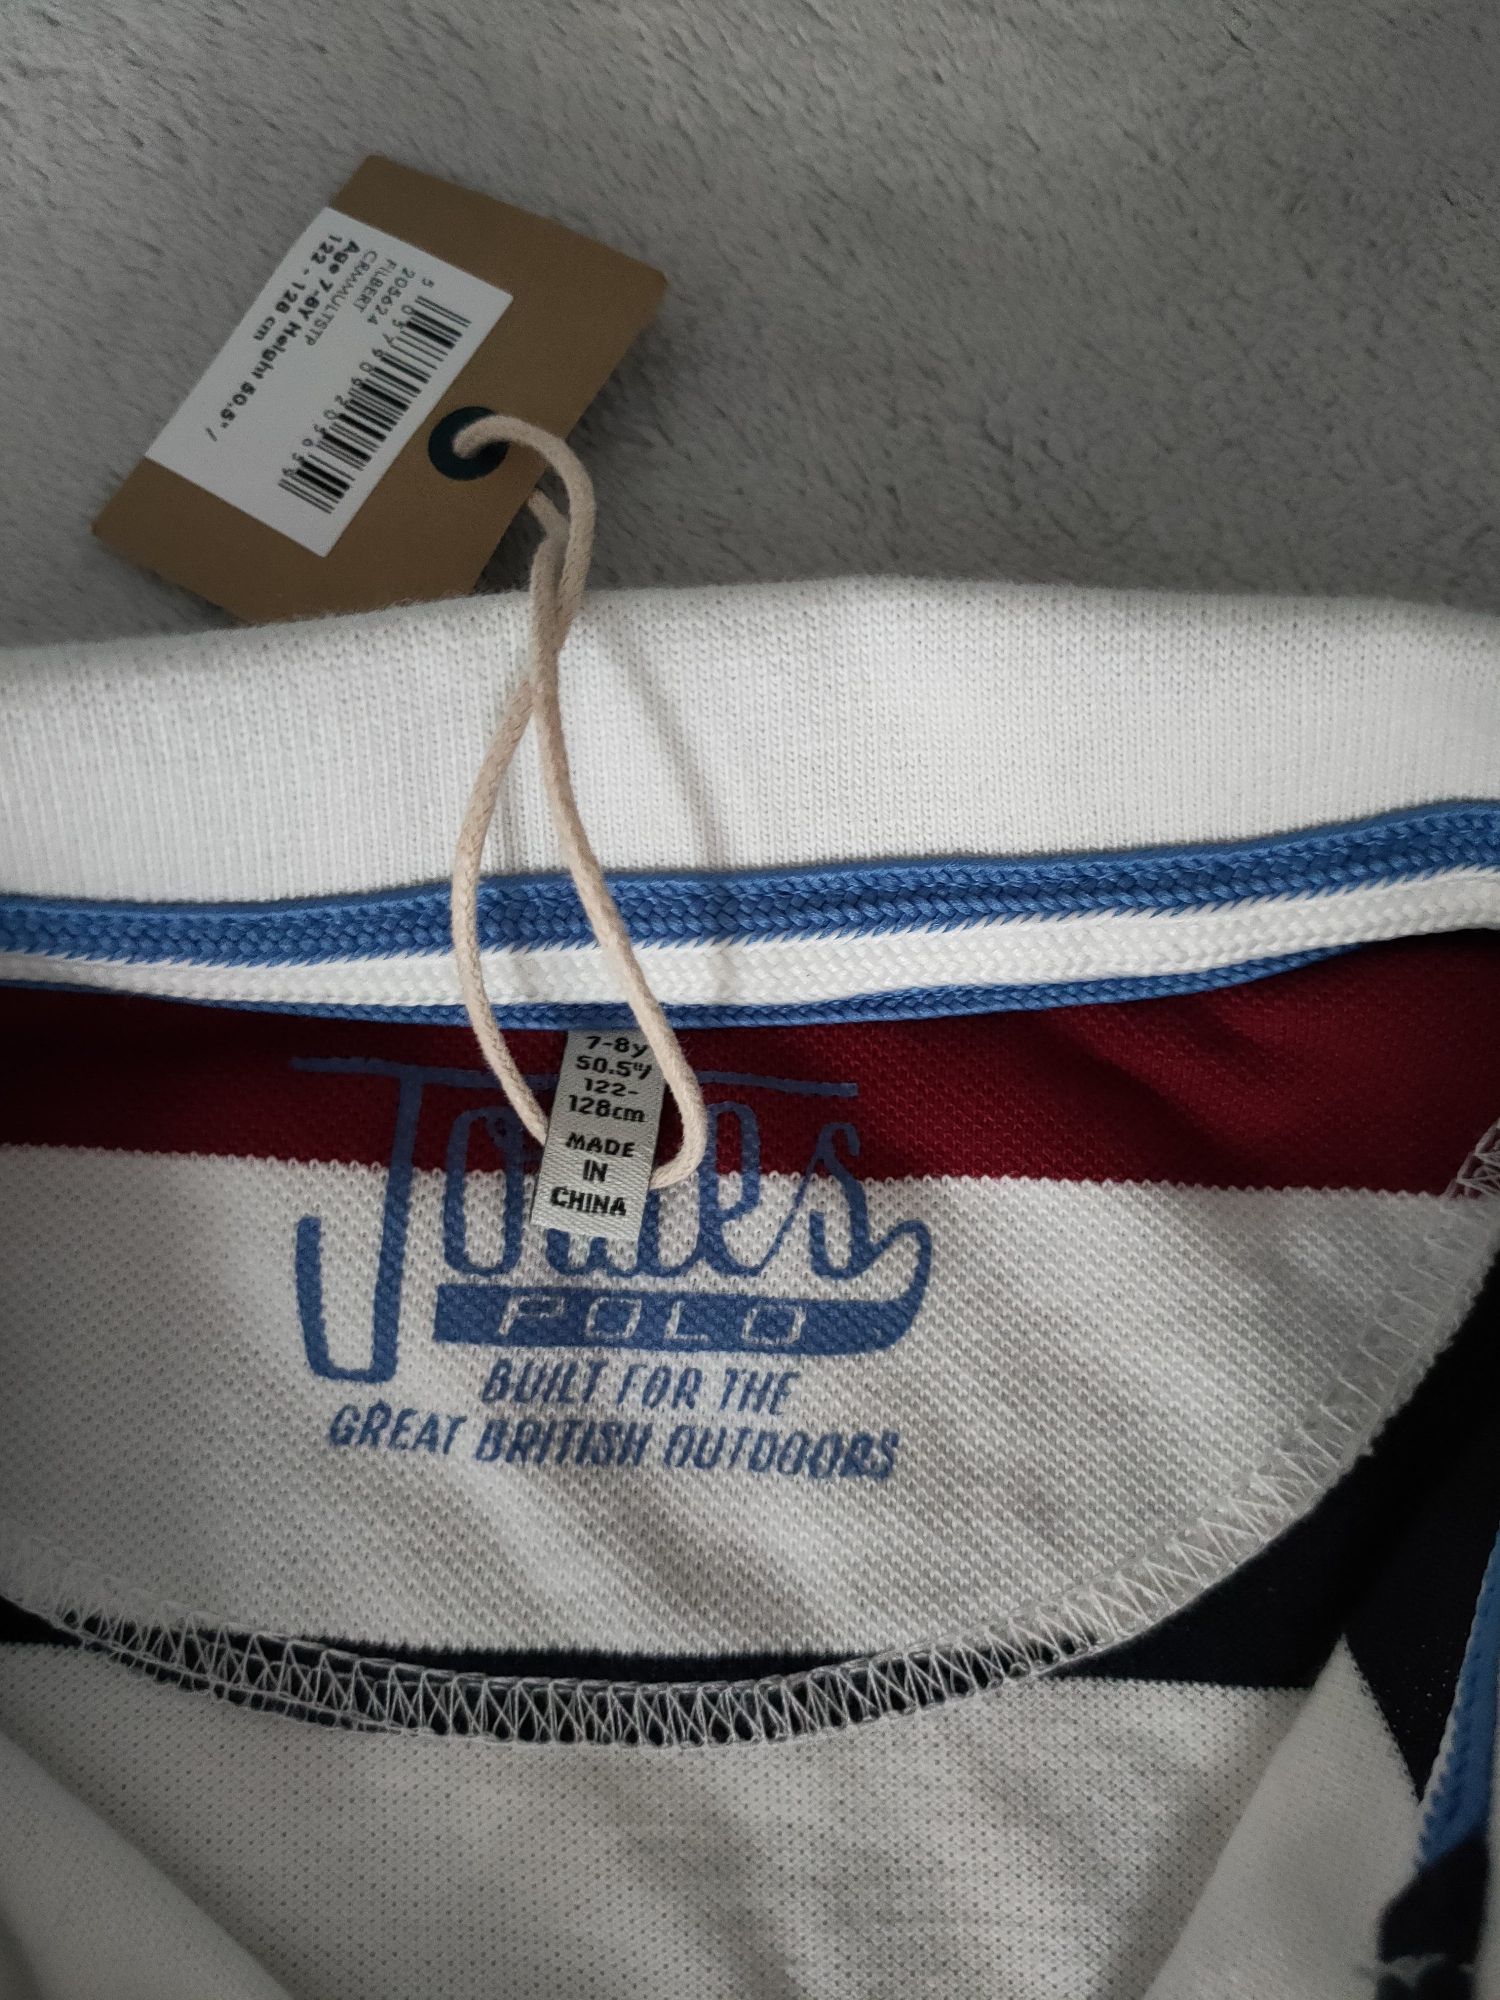 205624
FILBERT
CRMMULTSTP
Age 7-8Y Height 50.5"/
122 - 128 cm
7-8y
50.5"/
122-
128cm
MADE
IN
CHINA
Joules
POLO
BUILT FOR THE
GREAT BRITISH OUTDOORS